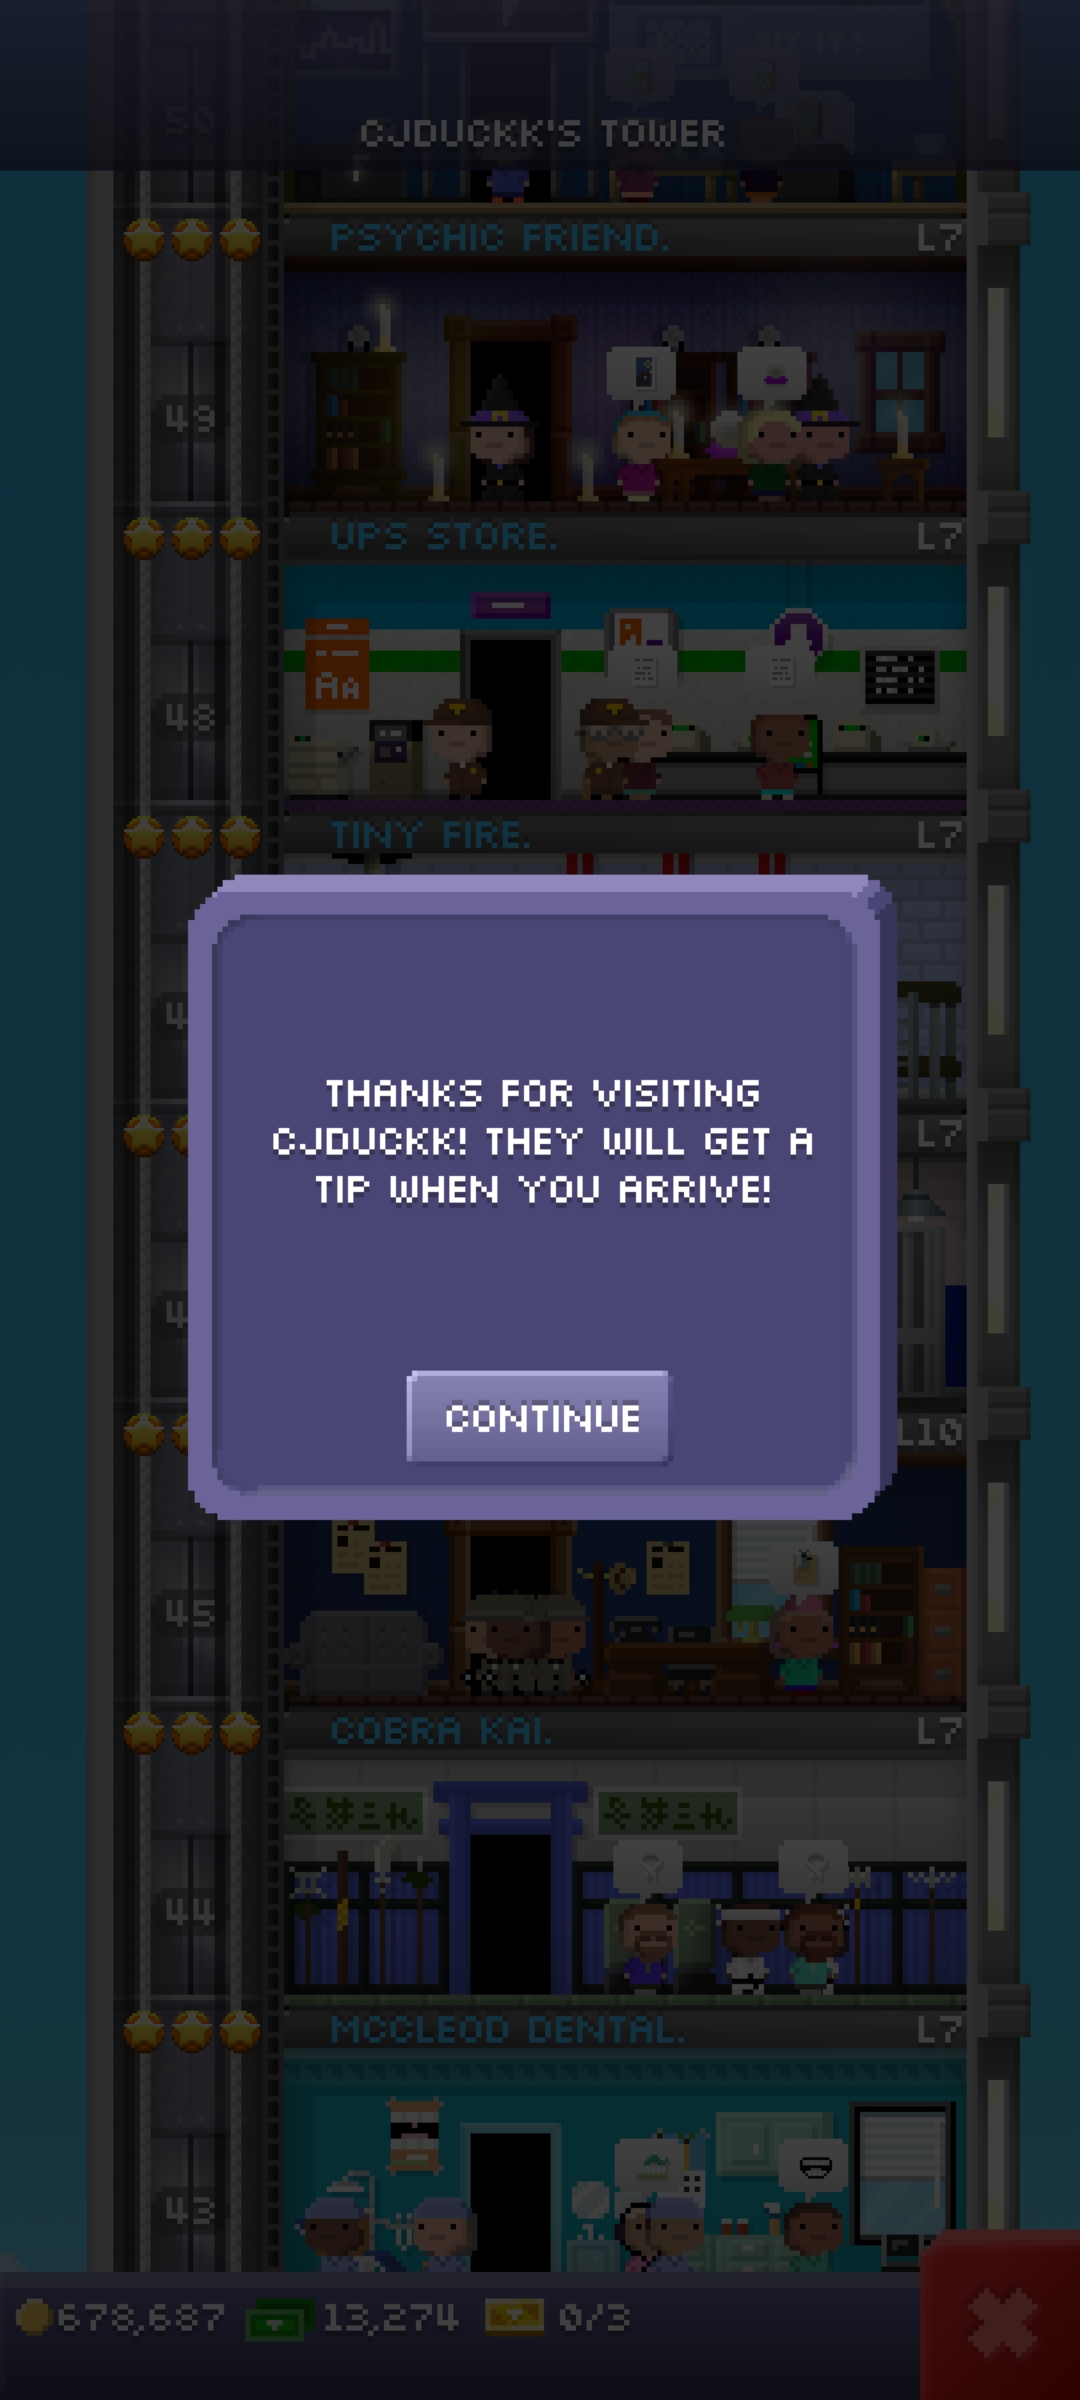 50
CJDUCKK'S TOWER
PSYCHIC FRIEND. L7
49
UPS STORE. L7
Aa
48
TINY FIRE. L7
THANKS FOR VISITING
CJDUCKK! THEY WILL GET A
TIP WHEN YOU ARRIVE!
L7
CONTINUE
L10
45
COBRA KAI. L7
44
MCCLEOD DENTAL. L7
43
678,687 13,274 0/3